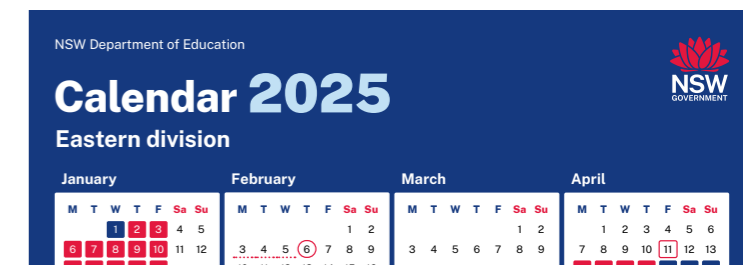 NSW Department of Education
Calendar 2025
Eastern division
NSW
GOVERNMENT
January
M T W T F Sa Su
1 2 3 4 5
6 7 8 9 10 11 12
February
M T W T F Sa Su
1 2
3 4 5 6 7 8 9
March
M T W T F Sa Su
1 2
3 4 5 6 7 8 9
April
M T W T F Sa Su
1 2 3 4 5 6
7 8 9 10 11 12 13